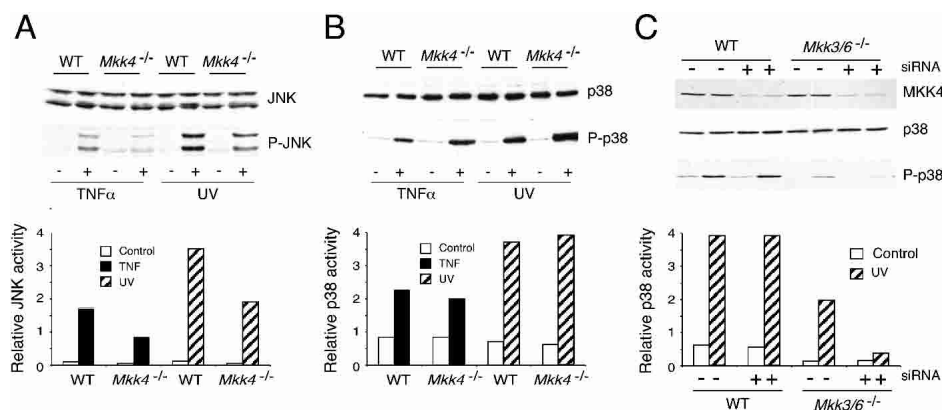 A
WT Mkk4 -/- WT Mkk4 -/-
JNK
P-JNK
- + - + - + - +
TNFα UV
Relative JNK activity
4
3
2
1
0
Control
TNF
UV
WT Mkk4 -/- WT Mkk4 -/-
B
WT Mkk4 -/- WT Mkk4 -/-
p38
P-p38
- + - + - + - +
TNFα UV
Relative p38 activity
4
3
2
1
0
Control
TNF
UV
WT Mkk4 -/- WT Mkk4 -/-
C
WT Mkk3/6 -/-
- - + + - - + + siRNA
MKK4
p38
P-p38
Relative p38 activity
4
3
2
1
0
Control
UV
- - + + - - + + siRNA
WT Mkk3/6 -/-